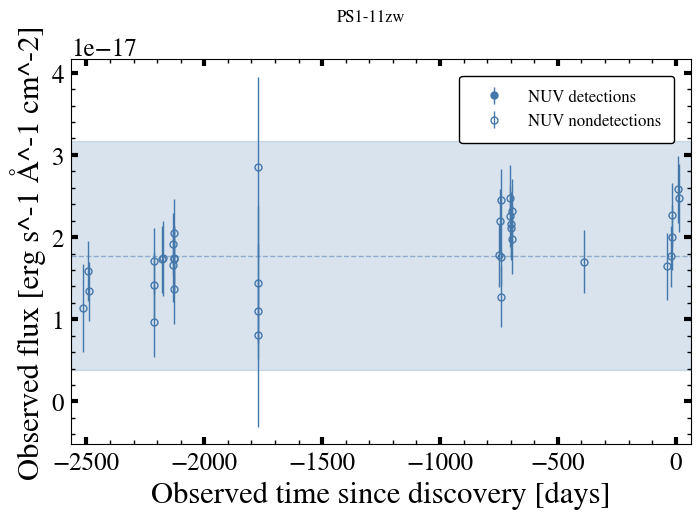 PS1-11zw
1e−17
4
3
2
1
0
Observed flux [erg s^-1 Å^-1 cm^-2]
NUV detections
NUV nondetections
−2500 −2000 −1500 −1000 −500 0
Observed time since discovery [days]